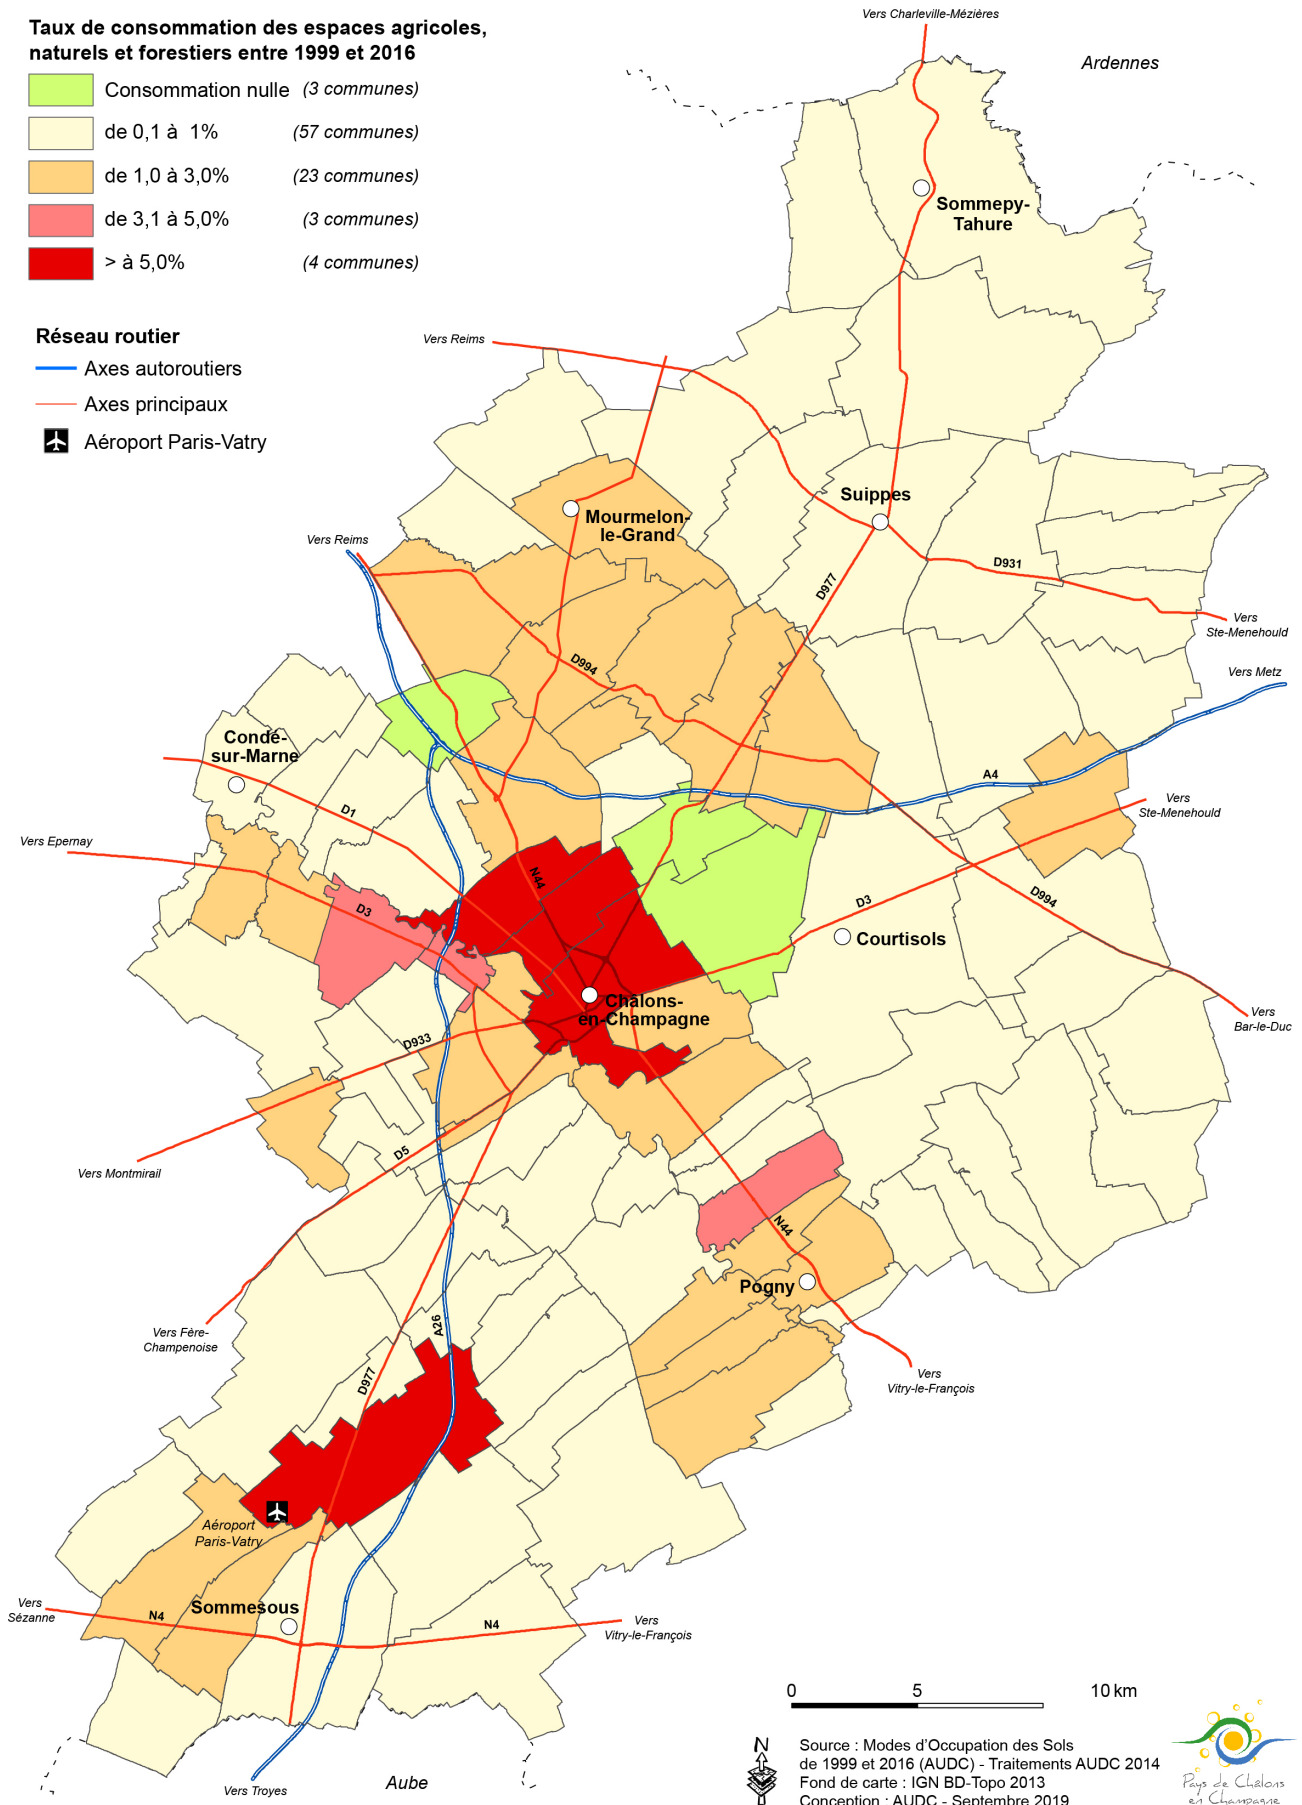 Taux de consommation des espaces agricoles,
naturels et forestiers entre 1999 et 2016
Consommation nulle (3 communes)
de 0,1 à 1% (57 communes)
de 1,0 à 3,0% (23 communes)
de 3,1 à 5,0% (3 communes)
> à 5,0% (4 communes)
Réseau routier
Axes autoroutiers
Axes principaux
Aéroport Paris-Vatry
Vers Charleville-Mézières
Ardennes
Sommepy-
Tahure
Vers Reims
Suippes
Mourmelon-
le-Grand
Vers Reims
D931
D977
Vers
Ste-Menehould
D994
Vers Metz
Condé-
sur-Marne
A4
Vers
Ste-Menehould
D1
Vers Epernay
N44
D3
D3
D994
Courtisols
Châlons-
en-Champagne
Vers
Bar-le-Duc
D933
D5
Vers Montmirail
N44
Pogny
Vers Fère-
Champenoise
A26
D977
Vers
Vitry-le-François
Aéroport
Paris-Vatry
Sommesous
Vers
Sézanne
N4
N4
Vers
Vitry-le-François
0 5 10 km
N
Source : Modes d'Occupation des Sols
de 1999 et 2016 (AUDC) - Traitements AUDC 2014
Fond de carte : IGN BD-Topo 2013
Conception : AUDC - Septembre 2019
Vers Troyes
Aube
Pays de Châlons
en Champagne